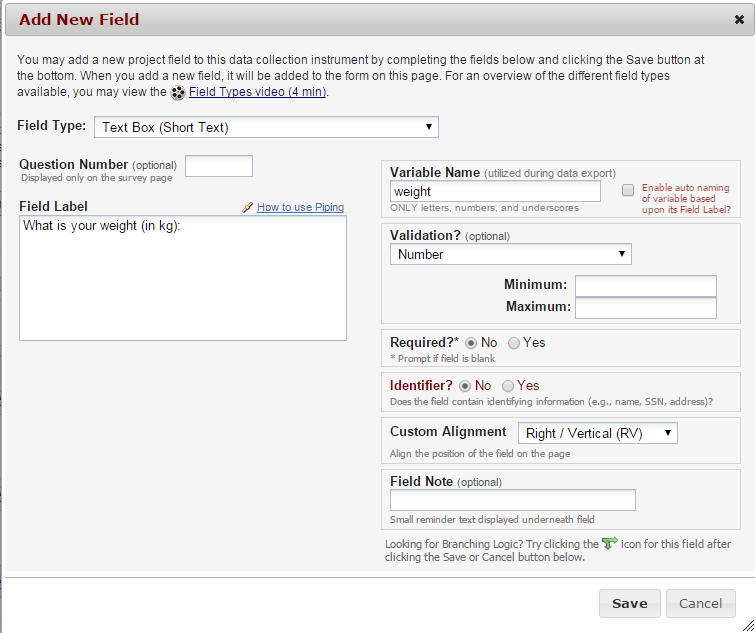 Add New Field
You may add a new project field to this data collection instrument by completing the fields below and clicking the Save button at
the bottom. When you add a new field, it will be added to the form on this page. For an overview of the different field types
available, you may view the Field Types video (4 min).
Field Type: Text Box (Short Text)
Question Number (optional)
Displayed only on the survey page
Field Label How to use Piping
What is your weight (in kg):
Variable Name (utilized during data export)
weight
ONLY letters, numbers, and underscores
Enable auto naming
of variable based
upon its Field Label?
Validation? (optional)
Number
Minimum:
Maximum:
Required?* No Yes
* Prompt if field is blank
Identifier? No Yes
Does the field contain identifying information (e.g., name, SSN, address)?
Custom Alignment Right / Vertical (RV)
Align the position of the field on the page
Field Note (optional)
Small reminder text displayed underneath field
Looking for Branching Logic? Try clicking the icon for this field after
clicking the Save or Cancel button below.
Save Cancel